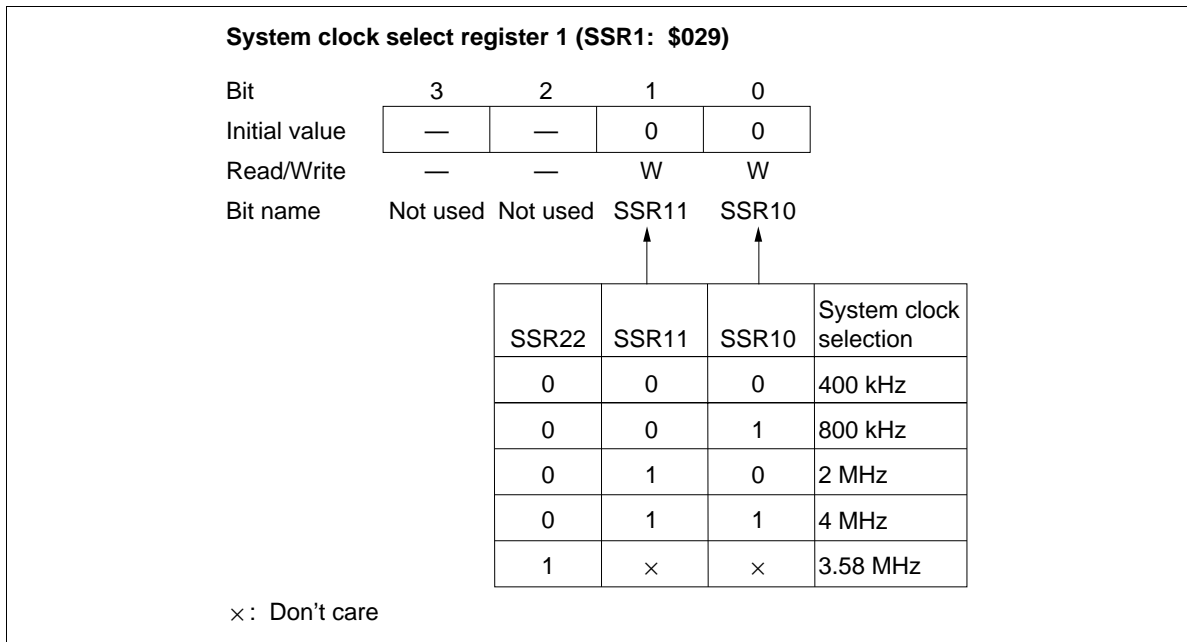 System clock select register 1 (SSR1: $029)
Bit 3 2 1 0
Initial value — — 0 0
Read/Write — — W W
Bit name Not used Not used SSR11 SSR10
SSR22 SSR11 SSR10 System clock
selection
0 0 0 400 kHz
0 0 1 800 kHz
0 1 0 2 MHz
0 1 1 4 MHz
1 × × 3.58 MHz
×: Don't care